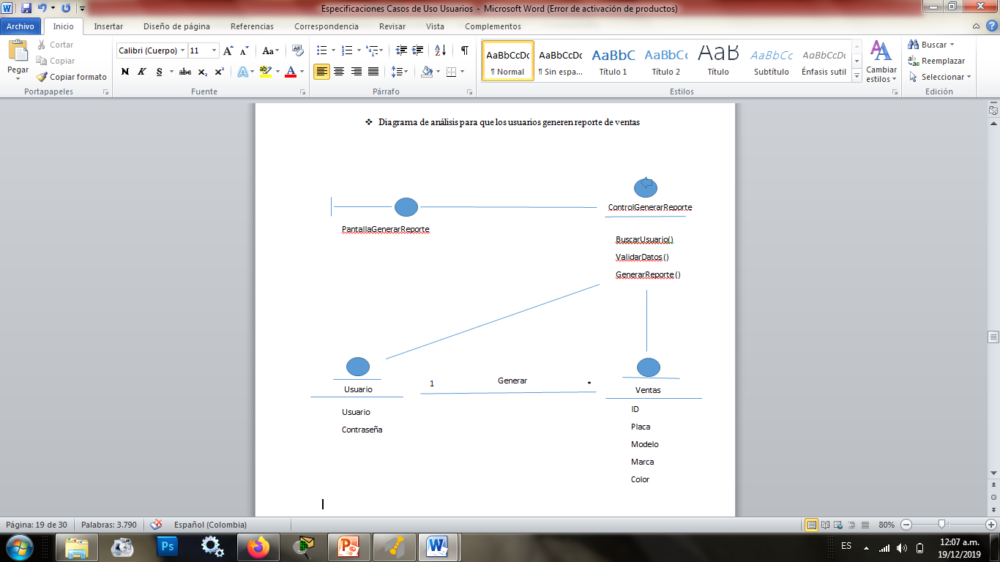 Especificaciones Casos de Uso Usuarios - Microsoft Word (Error de activación de productos)
Archivo Inicio Insertar Diseño de página Referencias Correspondencia Revisar Vista Complementos
Pegar
Cortar
Copiar
Copiar formato
Portapapeles
Calibri (Cuerpo) 11
N K S abc x₂ x²
Fuente
Párrafo
AaBbCcDc AaBbCcDc AaBbC AaBbCc AaB AaBbCc AaBbCcDc
¶ Normal ¶ Sin espa... Título 1 Título 2 Título Subtítulo Énfasis sutil
Cambiar estilos
Estilos
Buscar
Reemplazar
Seleccionar
Edición
Diagrama de análisis para que los usuarios generen reporte de ventas
ControlGenerarReporte
PantallaGenerarReporte
BuscarUsuario()
ValidarDatos ()
GenerarReporte ()
1 Generar *
Usuario
Usuario
Contraseña
Ventas
ID
Placa
Modelo
Marca
Color
Página: 19 de 30 Palabras: 3.790 Español (Colombia) 80%
Ps
ES 12:07 a.m.
19/12/2019